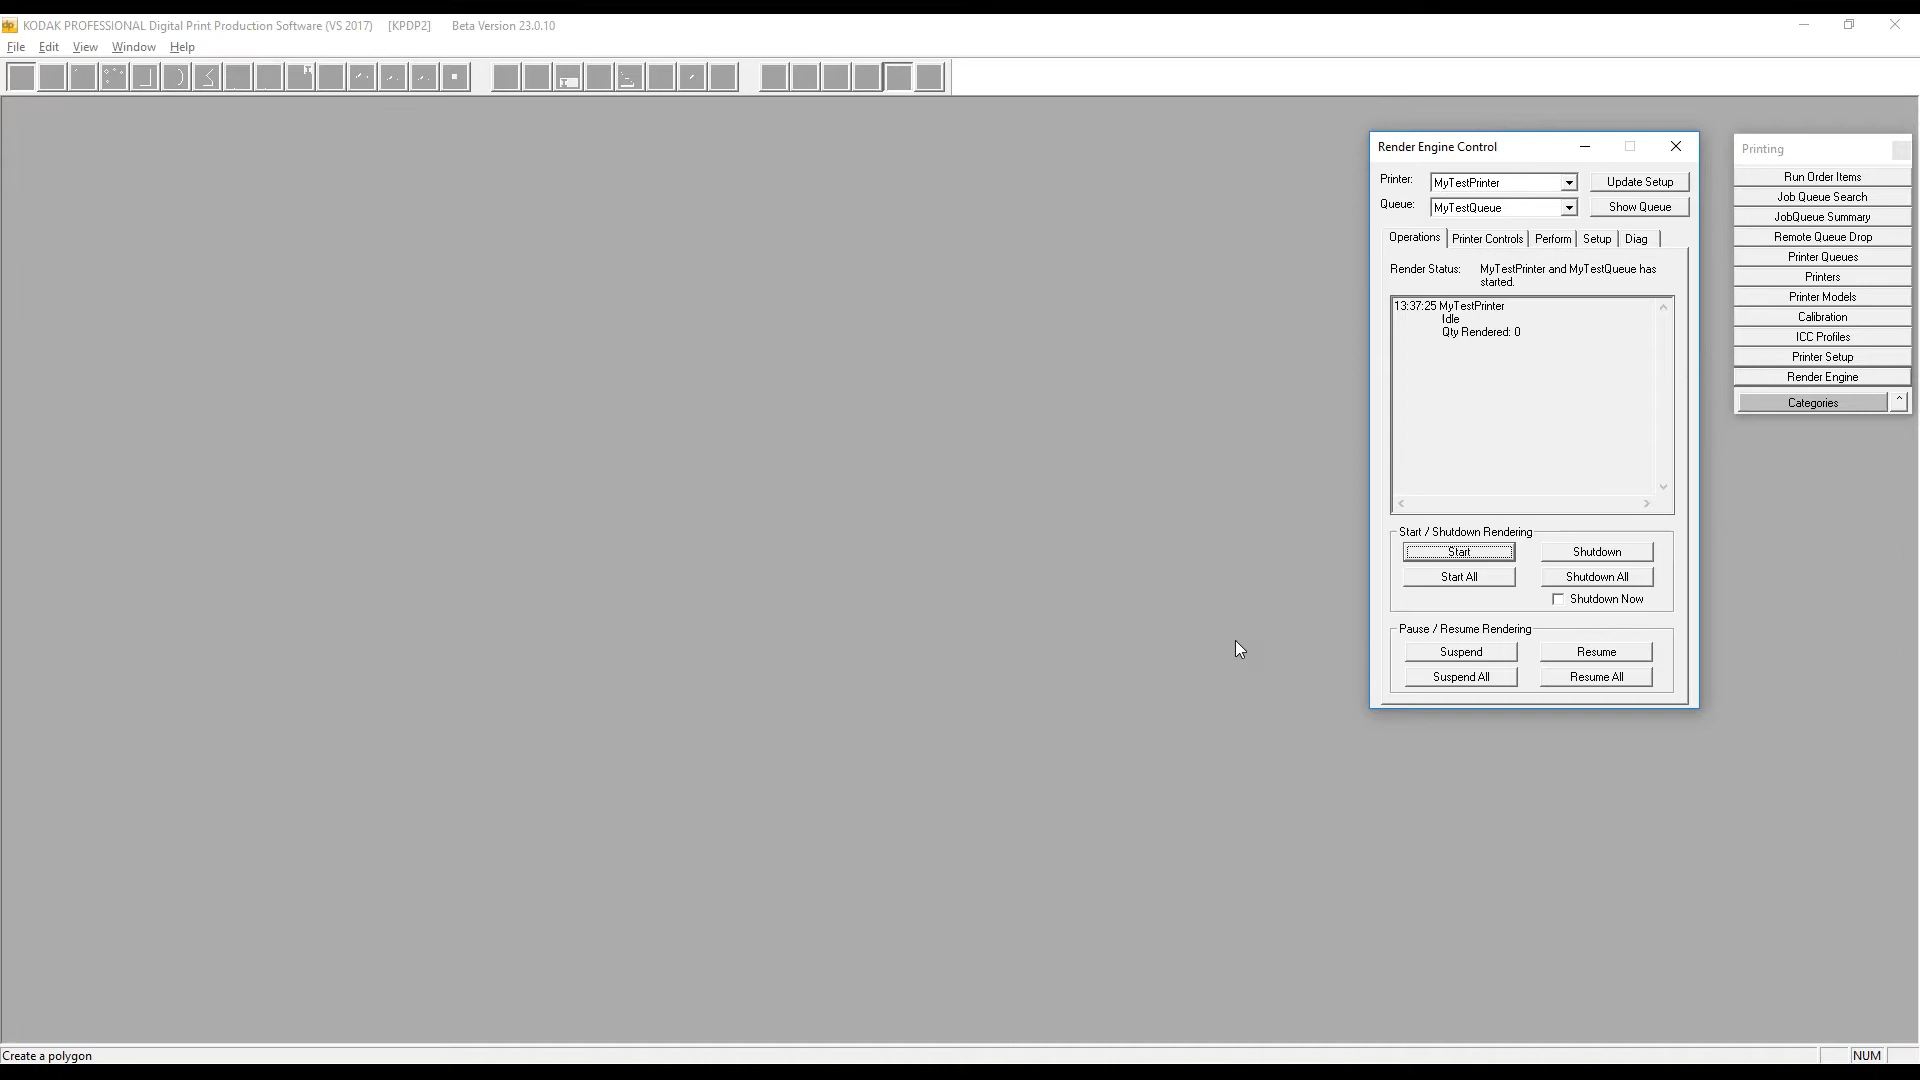 KODAK PROFESSIONAL Digital Print Production Software (VS 2017) [KPDP2] Beta Version 23.0.10
File Edit View Window Help
Render Engine Control
Printer: MyTestPrinter Update Setup
Queue: MyTestQueue Show Queue
Operations Printer Controls Perform Setup Diag
Render Status: MyTestPrinter and MyTestQueue has
started.
13:37:25 MyTestPrinter
Idle
Qty Rendered: 0
Start / Shutdown Rendering
Start Shutdown
Start All Shutdown All
Shutdown Now
Pause / Resume Rendering
Suspend Resume
Suspend All Resume All
Printing
Run Order Items
Job Queue Search
JobQueue Summary
Remote Queue Drop
Printer Queues
Printers
Printer Models
Calibration
ICC Profiles
Printer Setup
Render Engine
Categories
Create a polygon NUM